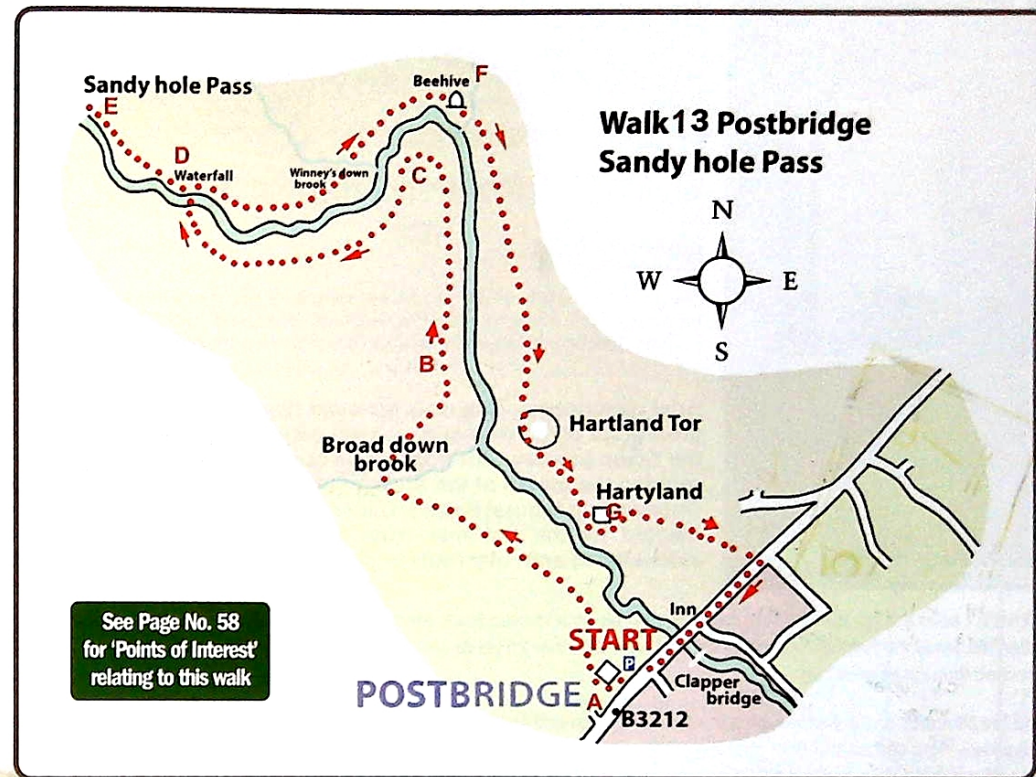 Sandy hole Pass
E
Beehive
F
Walk13 Postbridge
Sandy hole Pass
D
Waterfall
Winney's down
brook
C
N
W
E
S
B
Hartland Tor
Broad down
brook
Hartyland
G
Inn
See Page No. 58
for 'Points of Interest'
relating to this walk
START
P
POSTBRIDGE
A
Clapper
bridge
B3212